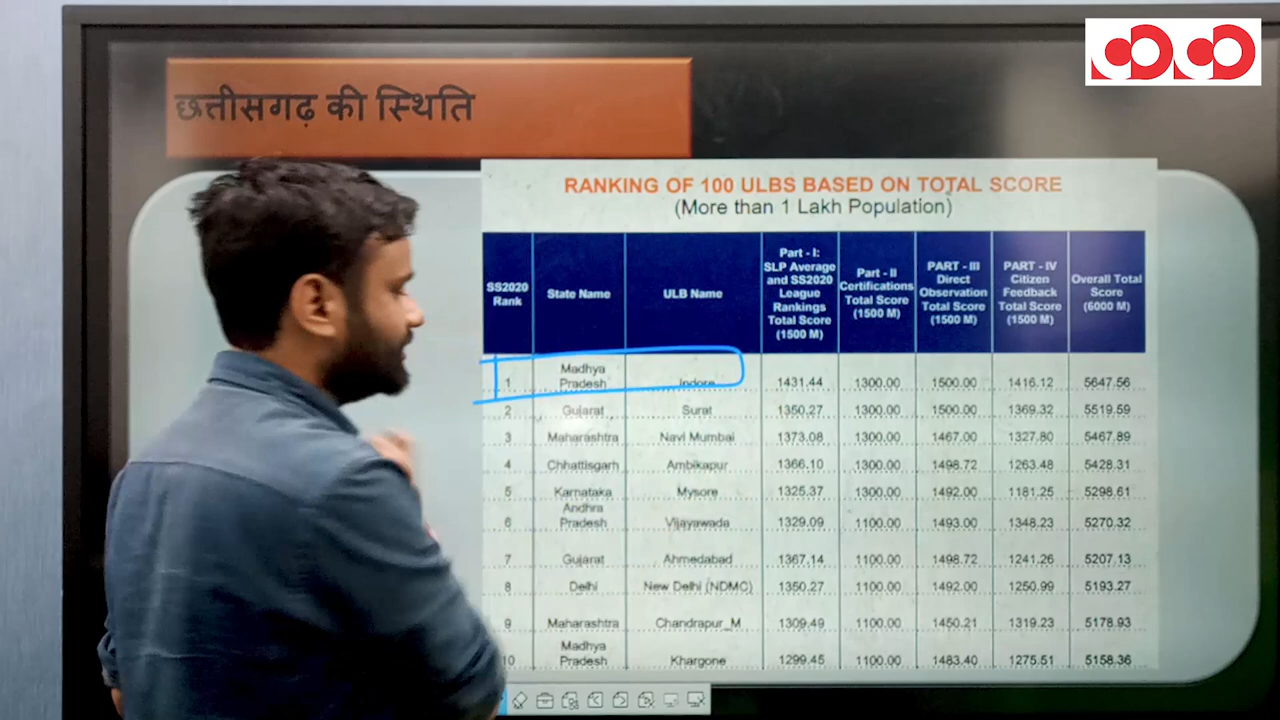 छत्तीसगढ़ की स्थिति
RANKING OF 100 ULBS BASED ON TOTAL SCORE
(More than 1 Lakh Population)
SS2020 Rank State Name ULB Name Part - I: SLP Average and SS2020 League Rankings Total Score (1500 M) Part - II Certifications Total Score (1500 M) PART - III Direct Observation Total Score (1500 M) PART - IV Citizen Feedback Total Score (1500 M) Overall Total Score (6000 M)
1 Madhya Pradesh Indore 1431.44 1300.00 1500.00 1416.12 5647.56
2 Gujarat Surat 1350.27 1300.00 1500.00 1369.32 5519.59
3 Maharashtra Navi Mumbai 1373.08 1300.00 1467.00 1327.80 5467.89
4 Chhattisgarh Ambikapur 1366.10 1300.00 1498.72 1263.48 5428.31
5 Karnataka Mysore 1325.37 1300.00 1492.00 1181.25 5298.61
6 Andhra Pradesh Vijayawada 1329.09 1100.00 1493.00 1348.23 5270.32
7 Gujarat Ahmedabad 1367.14 1100.00 1498.72 1241.26 5207.13
8 Delhi New Delhi (NDMC) 1350.27 1100.00 1492.00 1250.99 5193.27
9 Maharashtra Chandrapur_M 1309.49 1100.00 1450.21 1319.23 5178.93
10 Madhya Pradesh Khargone 1299.45 1100.00 1483.40 1275.51 5158.36